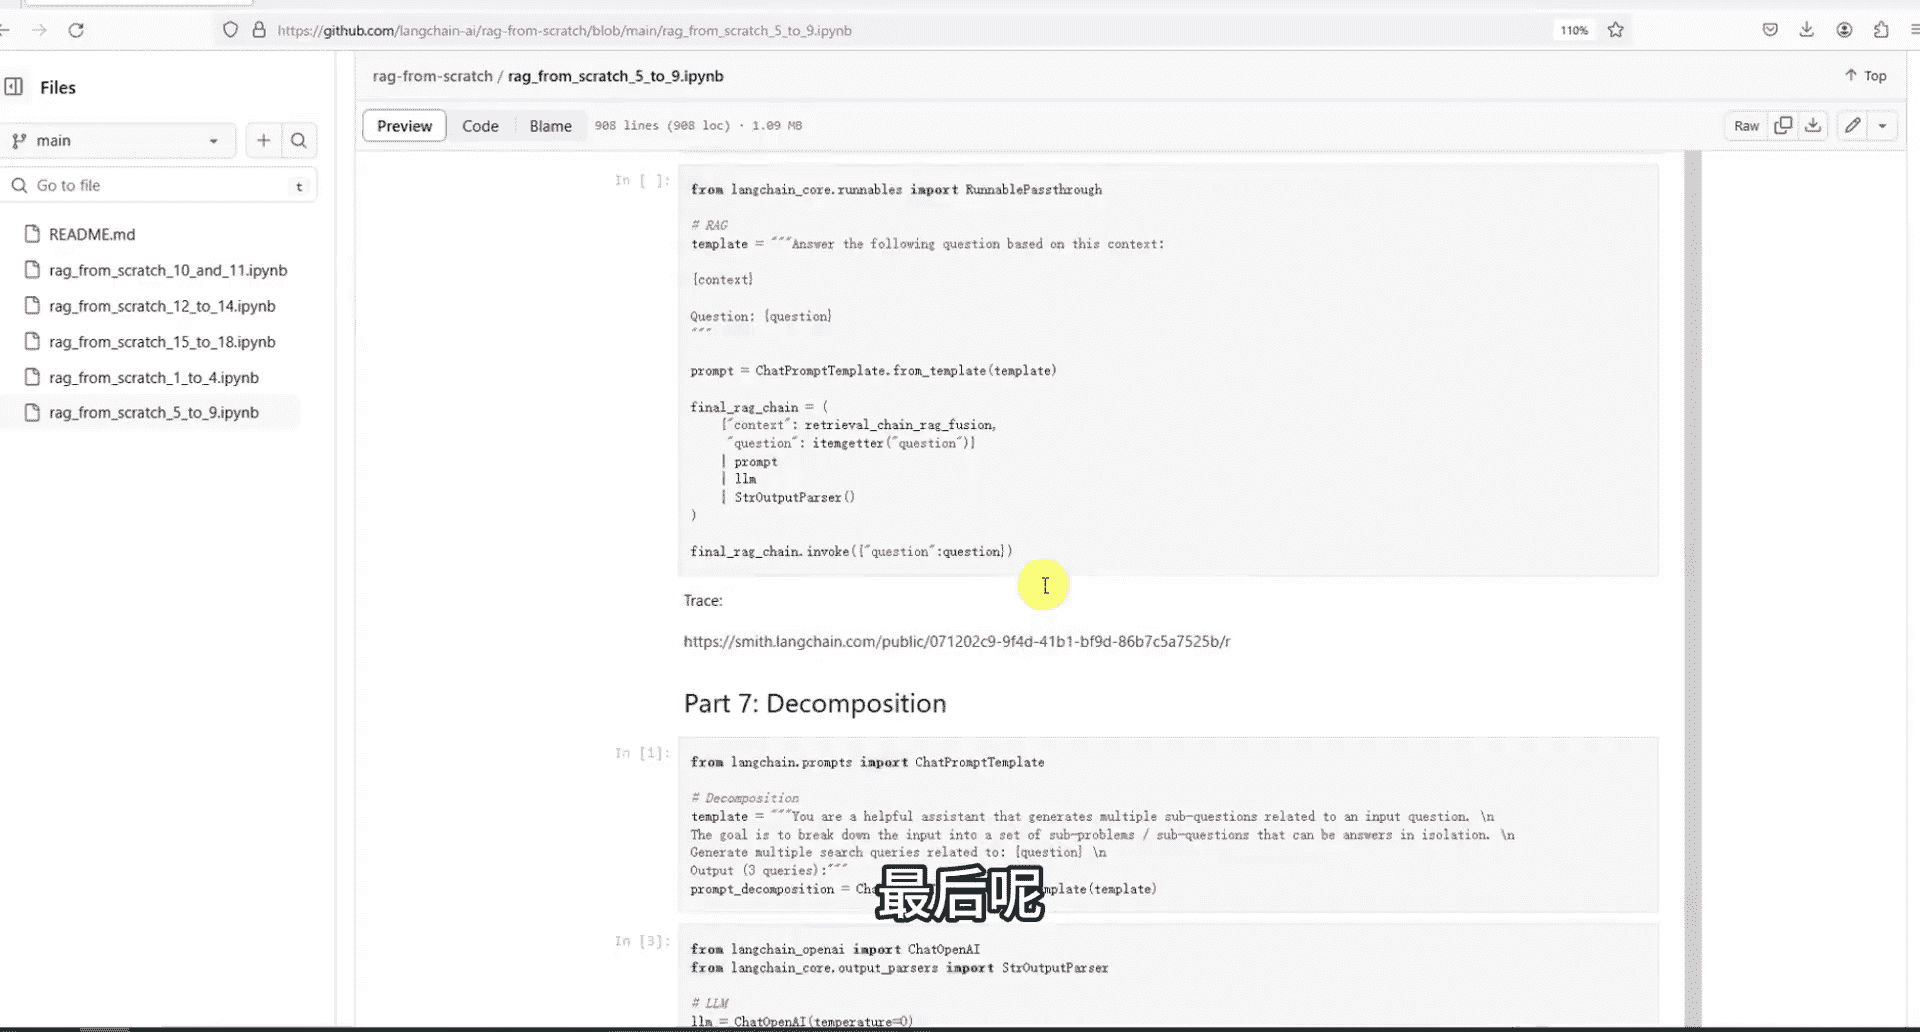 https://github.com/langchain-ai/rag-from-scratch/blob/main/rag_from_scratch_5_to_9.ipynb
110%
Files
rag-from-scratch / rag_from_scratch_5_to_9.ipynb
Top
main
Preview
Code
Blame
908 lines (908 loc) · 1.09 MB
Raw
Go to file
t
README.md
rag_from_scratch_10_and_11.ipynb
rag_from_scratch_12_to_14.ipynb
rag_from_scratch_15_to_18.ipynb
rag_from_scratch_1_to_4.ipynb
rag_from_scratch_5_to_9.ipynb
In [ ]:
from langchain_core.runnables import RunnablePassthrough
# RAG
template = """Answer the following question based on this context:
{context}
Question: {question}
"""
prompt = ChatPromptTemplate.from_template(template)
final_rag_chain = (
{"context": retrieval_chain_rag_fusion,
"question": itemgetter("question")}
| prompt
| llm
| StrOutputParser()
)
final_rag_chain.invoke({"question":question})
Trace:
https://smith.langchain.com/public/071202c9-9f4d-41b1-bf9d-86b7c5a7525b/r
Part 7: Decomposition
In [1]:
from langchain.prompts import ChatPromptTemplate
# Decomposition
template = """You are a helpful assistant that generates multiple sub-questions related to an input question. \n
The goal is to break down the input into a set of sub-problems / sub-questions that can be answers in isolation. \n
Generate multiple search queries related to: {question} \n
Output (3 queries):"""
prompt_decomposition = Cha mplate(template)
最后呢
In [3]:
from langchain_openai import ChatOpenAI
from langchain_core.output_parsers import StrOutputParser
# LLM
llm = ChatOpenAI(temperature=0)